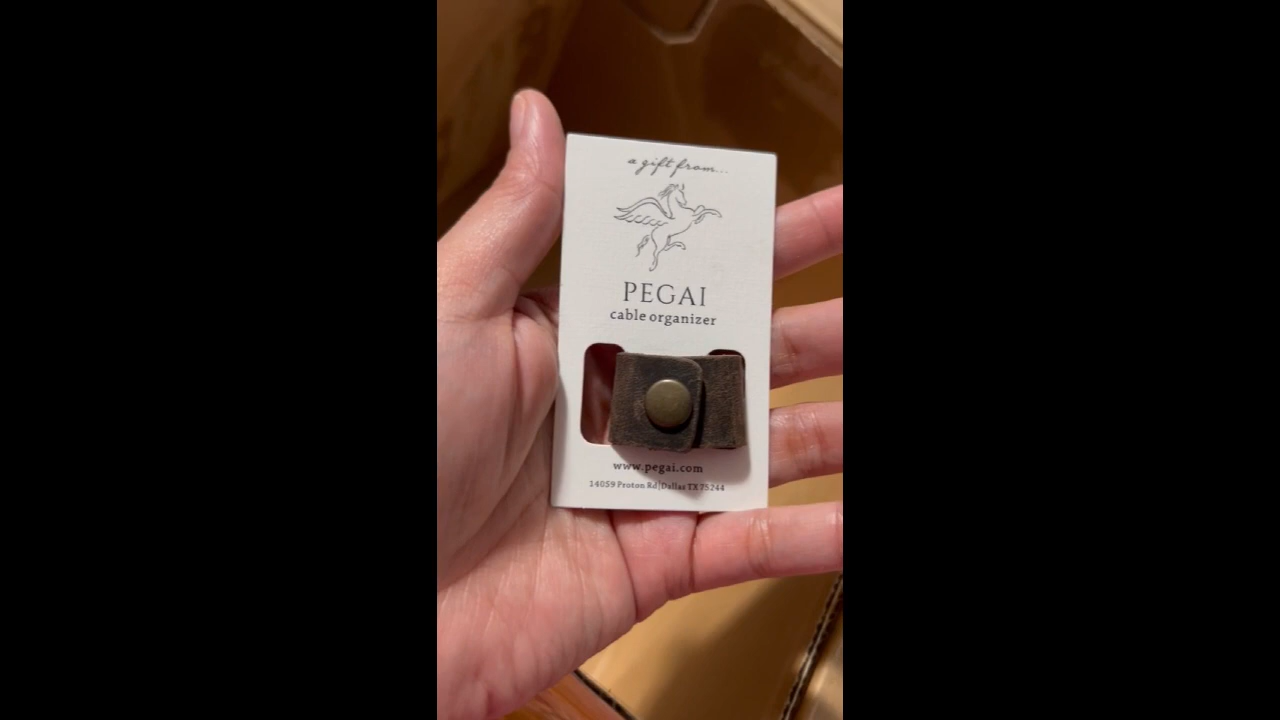 a gift from...
PEGAI
cable organizer
www.pegai.com
14059 Proton Rd|Dallas TX 75244